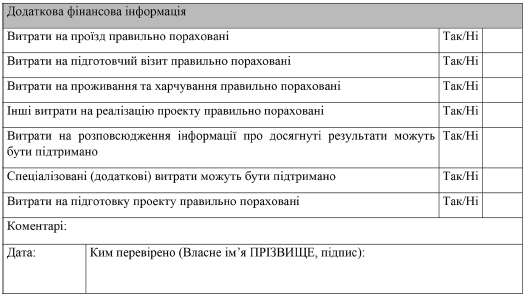 Додаткова фінансова інформація
Витрати на проїзд правильно пораховані Так/Ні
Витрати на підготовчий візит правильно пораховані Так/Ні
Витрати на проживання та харчування правильно пораховані Так/Ні
Інші витрати на реалізацію проекту правильно пораховані Так/Ні
Витрати на розповсюдження інформації про досягнуті результати можуть Так/Ні
бути підтримано
Спеціалізовані (додаткові) витрати можуть бути підтримано Так/Ні
Витрати на підготовку проекту правильно пораховані Так/Ні
Коментарі:
Дата: Ким перевірено (Власне ім’я ПРІЗВИЩЕ, підпис):